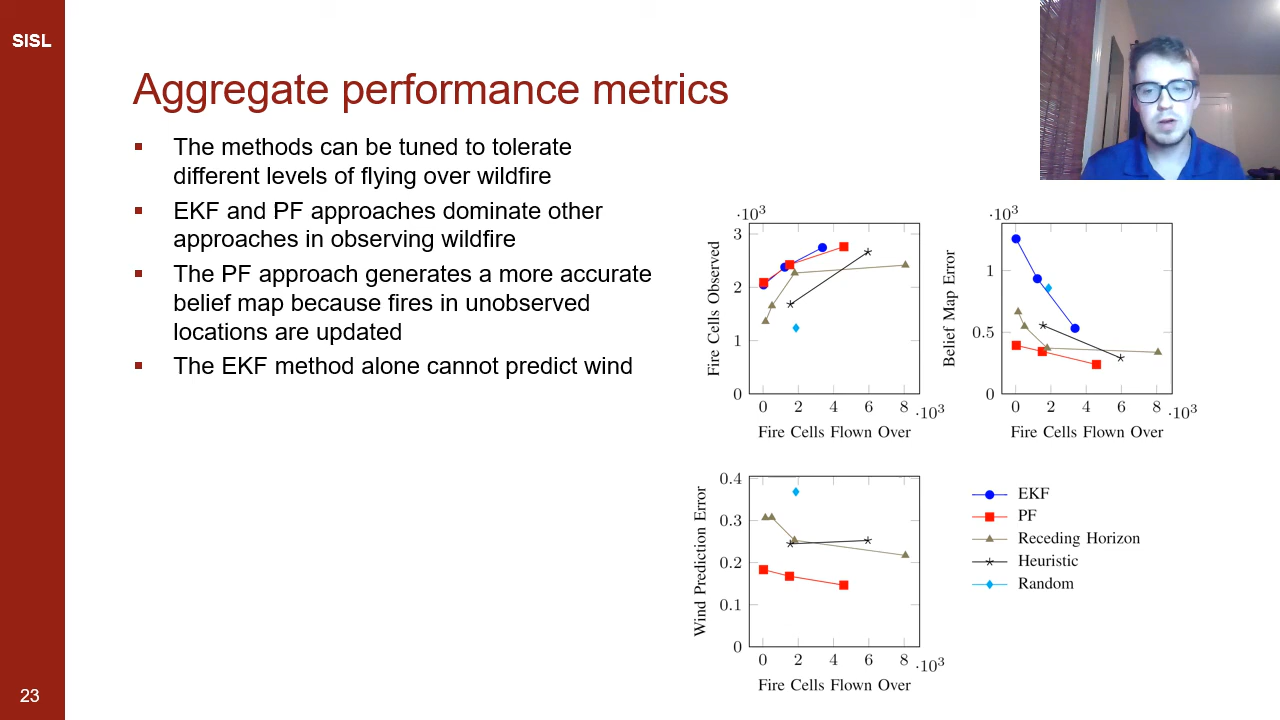 SISL
Aggregate performance metrics
▪ The methods can be tuned to tolerate
different levels of flying over wildfire
▪ EKF and PF approaches dominate other
approaches in observing wildfire
▪ The PF approach generates a more accurate
belief map because fires in unobserved
locations are updated
▪ The EKF method alone cannot predict wind
·10³
3
2
1
0
Fire Cells Observed
0 2 4 6 8 ·10³
Fire Cells Flown Over
·10³
1
0.5
0
Belief Map Error
0 2 4 6 8 ·10³
Fire Cells Flown Over
0.4
0.3
0.2
0.1
0
Wind Prediction Error
0 2 4 6 8 ·10³
Fire Cells Flown Over
EKF
PF
Receding Horizon
Heuristic
Random
23